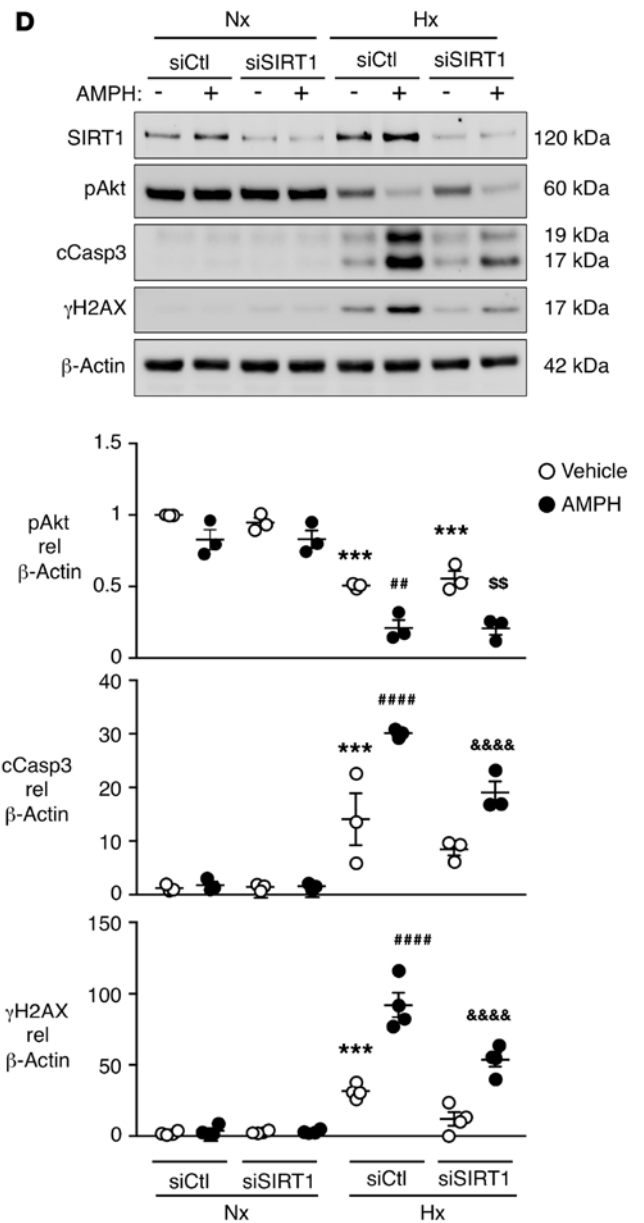 D
Nx Hx
siCtl siSIRT1 siCtl siSIRT1
AMPH: - + - + - + - +
SIRT1 120 kDa
pAkt 60 kDa
cCasp3 19 kDa
17 kDa
γH2AX 17 kDa
β-Actin 42 kDa
pAkt
rel
β-Actin
1.5
1
0.5
0
*** ## *** $$
Vehicle
AMPH
cCasp3
rel
β-Actin
40
30
20
10
0
*** #### &&&&
γH2AX
rel
β-Actin
150
100
50
0
*** #### &&&&
siCtl siSIRT1 siCtl siSIRT1
Nx Hx